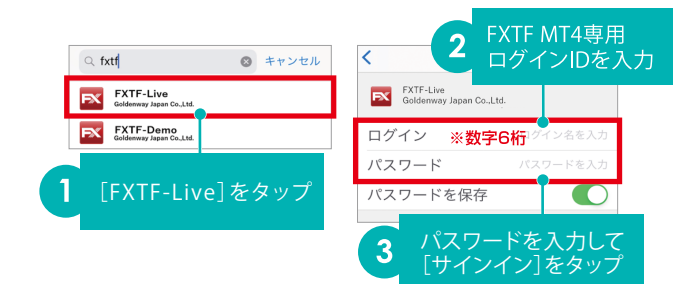 fxtf
キャンセル
FX
FXTF-Live
Goldenway Japan Co.,Ltd.
FX
FXTF-Demo
Goldenway Japan Co.,Ltd.
1
[FXTF-Live]をタップ
2
FXTF MT4専用
ログインIDを入力
FX
FXTF-Live
Goldenway Japan Co.,Ltd.
ログイン ※数字6桁 グイン名を入力
パスワード パスワードを入力
パスワードを保存
3
パスワードを入力して
[サインイン]をタップ